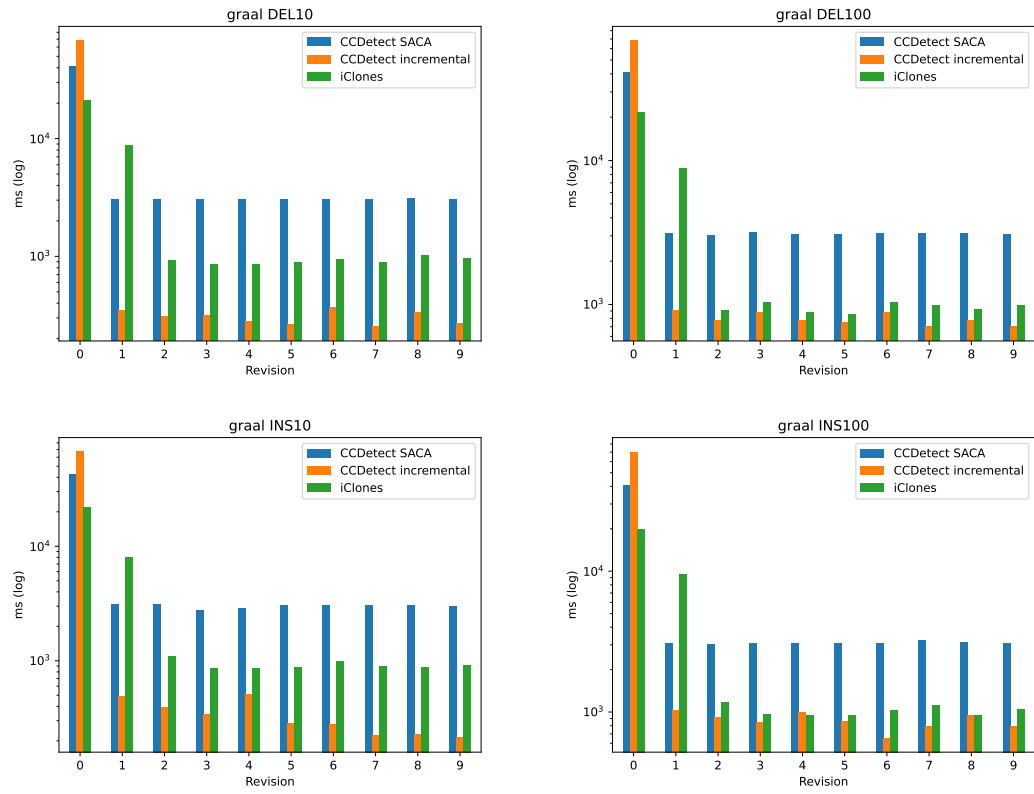 graal DEL10
ms (log)
10^4
10^3
CCDetect SACA
CCDetect incremental
iClones
0 1 2 3 4 5 6 7 8 9
Revision
graal DEL100
ms (log)
10^4
10^3
CCDetect SACA
CCDetect incremental
iClones
0 1 2 3 4 5 6 7 8 9
Revision
graal INS10
ms (log)
10^4
10^3
CCDetect SACA
CCDetect incremental
iClones
0 1 2 3 4 5 6 7 8 9
Revision
graal INS100
ms (log)
10^4
10^3
CCDetect SACA
CCDetect incremental
iClones
0 1 2 3 4 5 6 7 8 9
Revision